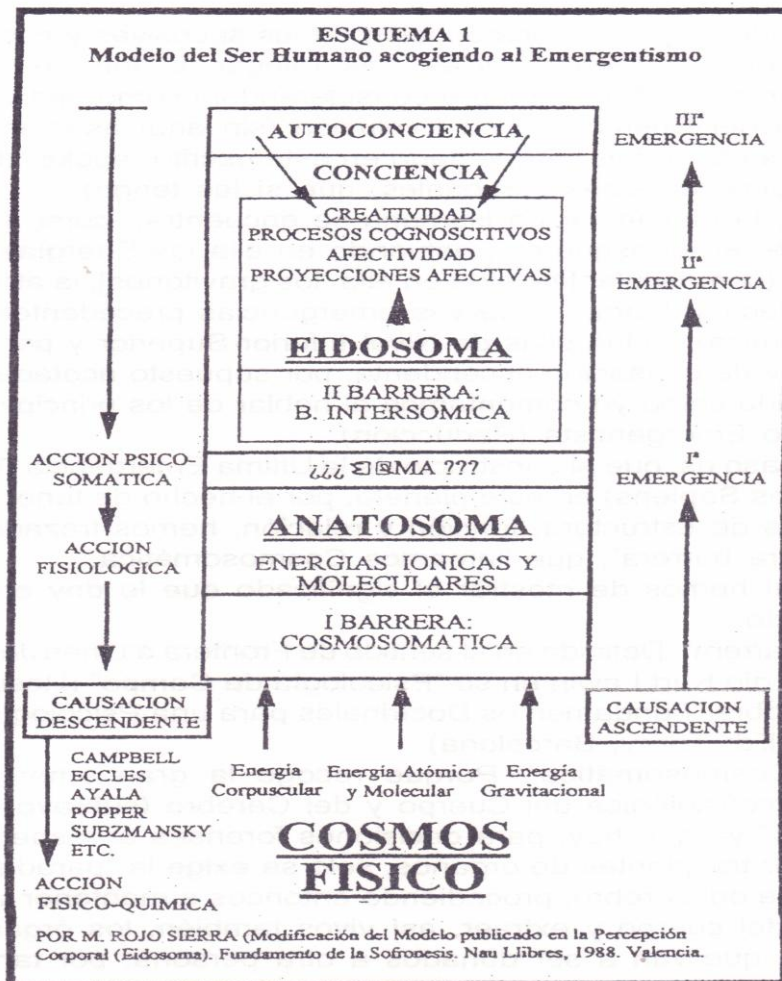 ESQUEMA 1
Modelo del Ser Humano acogiendo al Emergentismo
AUTOCONCIENCIA
CONCIENCIA
CREATIVIDAD
PROCESOS COGNOSCITIVOS
AFECTIVIDAD
PROYECCIONES AFECTIVAS
EIDOSOMA
II BARRERA:
B. INTERSOMICA
¿¿¿ MA ???
ANEROSOMA
ENERGIAS IONICAS Y
MOLECULARES
I BARRERA:
COSMOSOMATICA
IIIª
EMERGENCIA
IIª
EMERGENCIA
Iª
EMERGENCIA
ACCION PSICO-
SOMATICA
ACCION
FISIOLOGICA
CAUSACION
DESCENDENTE
CAUSACION
ASCENDENTE
CAMPBELL
ECCLES
AYALA
POPPER
SUBZMANSKY
ETC.
ACCION
FISICO-QUIMICA
Energía
Corpuscular
Energía Atómica
y Molecular
Energía
Gravitacional
COSMOS
FISICO
POR M. ROJO SIERRA (Modificación del Modelo publicado en la Percepción
Corporal (Eidosoma). Fundamento de la Sofronesis. Nau Llibres, 1988. Valencia.